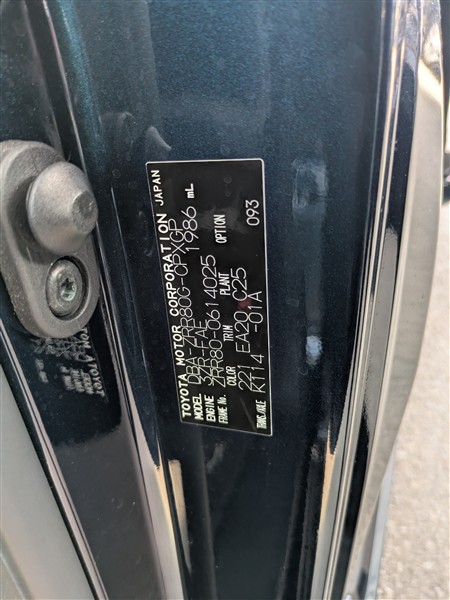 TOYOTA MOTOR CORPORATION JAPAN
MODEL DBA-ZRR80G-CPXGP
ENGINE 3ZR-FAE 1986 mL
FRAME No. ZRR80-0614025
COLOR TRIM PLANT OPTION
221 EA20 C25 093
TRANS/AXLE K114 -01A